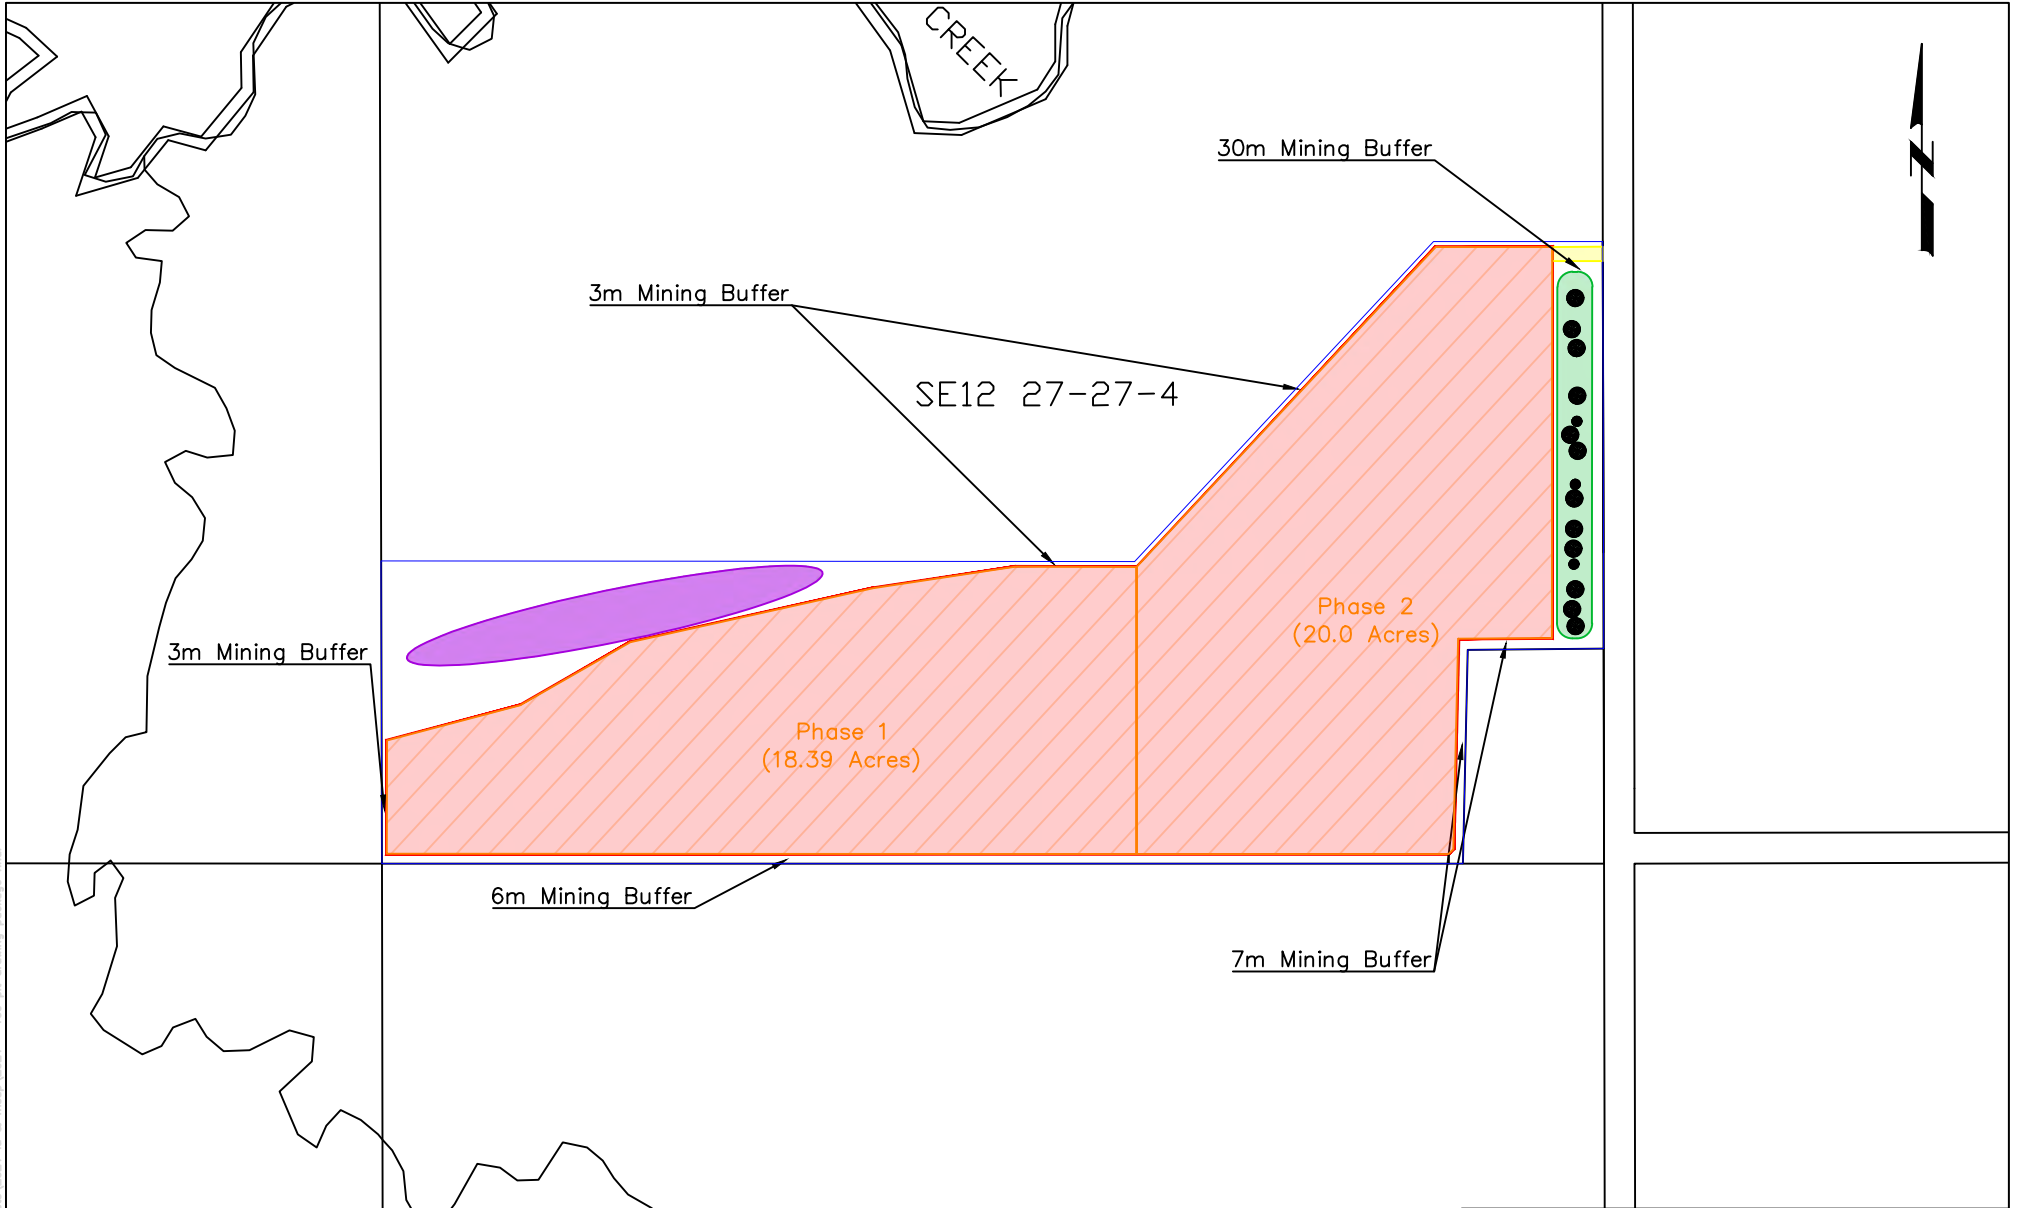 CREEK
30m Mining Buffer
N
3m Mining Buffer
SE12 27-27-4
Phase 2
(20.0 Acres)
3m Mining Buffer
Phase 1
(18.39 Acres)
6m Mining Buffer
7m Mining Buffer